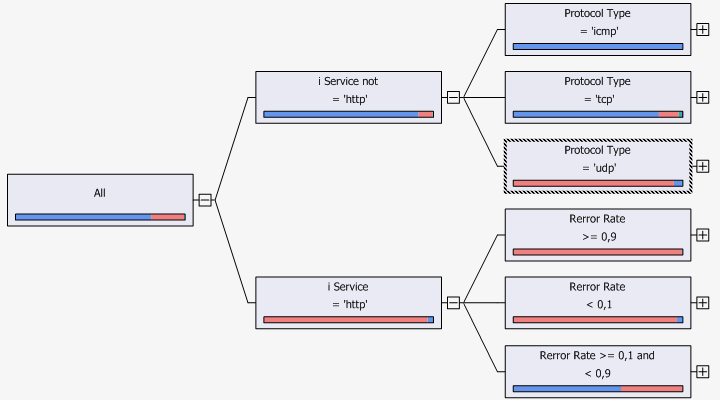 All
i Service not
= 'http'
Protocol Type
= 'icmp'
Protocol Type
= 'tcp'
Protocol Type
= 'udp'
i Service
= 'http'
Rerror Rate
>= 0,9
Rerror Rate
< 0,1
Rerror Rate >= 0,1 and
< 0,9